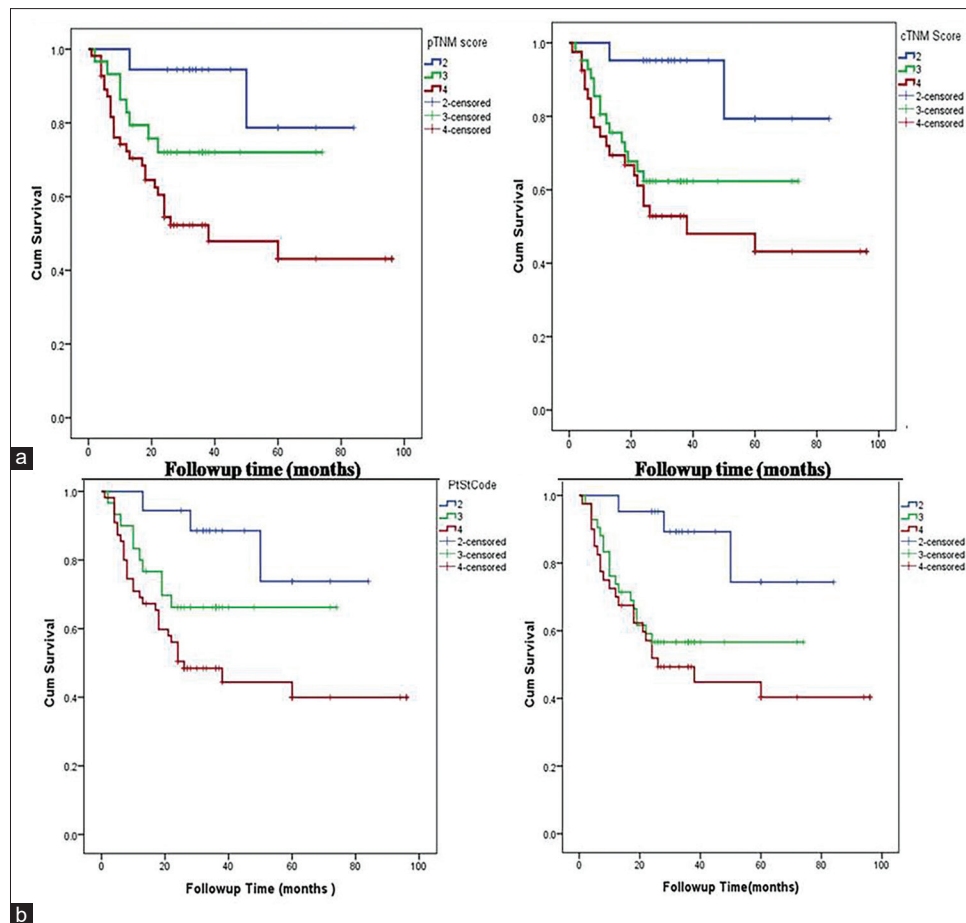 pTNM score
2
3
4
2-censored
3-censored
4-censored
1.0
0.8
0.6
0.4
0.2
0.0
Cum Survival
0 20 40 60 80 100
Followup time (months)
cTNM Score
2
3
4
2-censored
3-censored
4-censored
1.0
0.8
0.6
0.4
0.2
0.0
Cum Survival
0 20 40 60 80 100
Followup time (months)
a
PtStCode
2
3
4
2-censored
3-censored
4-censored
1.0
0.8
0.6
0.4
0.2
0.0
Cum Survival
0 20 40 60 80 100
Followup Time (months )
2
3
4
2-censored
3-censored
4-censored
1.0
0.8
0.6
0.4
0.2
0.0
Cum Survival
0 20 40 60 80 100
Followup Time(months)
b